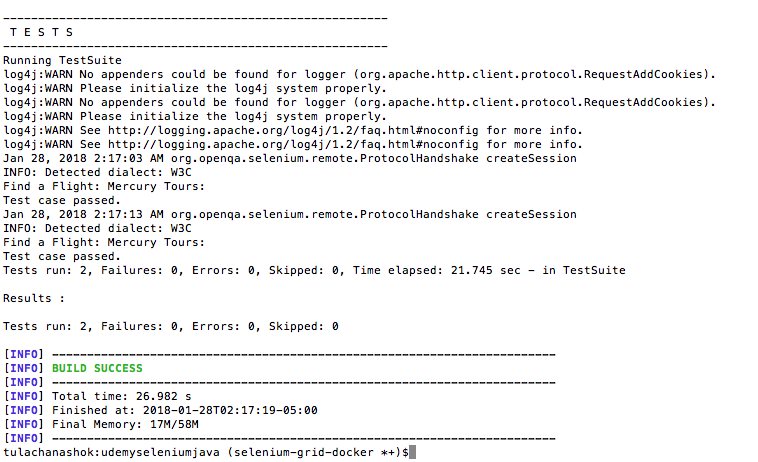 -------------------------------------------------------
 T E S T S
-------------------------------------------------------
Running TestSuite
log4j:WARN No appenders could be found for logger (org.apache.http.client.protocol.RequestAddCookies).
log4j:WARN Please initialize the log4j system properly.
log4j:WARN No appenders could be found for logger (org.apache.http.client.protocol.RequestAddCookies).
log4j:WARN Please initialize the log4j system properly.
log4j:WARN See http://logging.apache.org/log4j/1.2/faq.html#noconfig for more info.
log4j:WARN See http://logging.apache.org/log4j/1.2/faq.html#noconfig for more info.
Jan 28, 2018 2:17:03 AM org.openqa.selenium.remote.ProtocolHandshake createSession
INFO: Detected dialect: W3C
Find a Flight: Mercury Tours:
Test case passed.
Jan 28, 2018 2:17:13 AM org.openqa.selenium.remote.ProtocolHandshake createSession
INFO: Detected dialect: W3C
Find a Flight: Mercury Tours:
Test case passed.
Tests run: 2, Failures: 0, Errors: 0, Skipped: 0, Time elapsed: 21.745 sec - in TestSuite

Results :

Tests run: 2, Failures: 0, Errors: 0, Skipped: 0

[INFO] ------------------------------------------------------------------------
[INFO] BUILD SUCCESS
[INFO] ------------------------------------------------------------------------
[INFO] Total time: 26.982 s
[INFO] Finished at: 2018-01-28T02:17:19-05:00
[INFO] Final Memory: 17M/58M
[INFO] ------------------------------------------------------------------------
tulachanashok:udemyseleniumjava (selenium-grid-docker *+)$